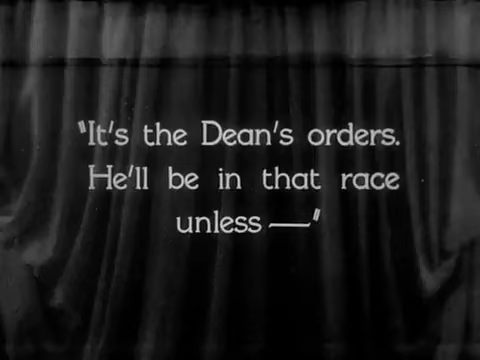 "It's the Dean's orders.
He'll be in that race
unless —"